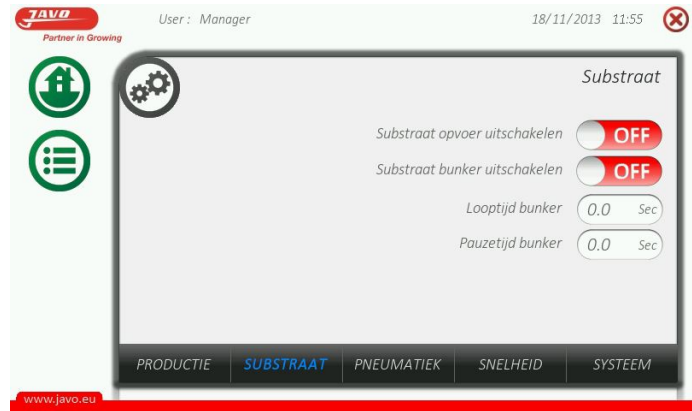 JAVO
Partner in Growing
User : Manager
18/11/2013 11:55
Substraat
Substraat opvoer uitschakelen OFF
Substraat bunker uitschakelen OFF
Looptijd bunker 0.0 Sec
Pauzetijd bunker 0.0 Sec
PRODUCTIE SUBSTRAAT PNEUMATIEK SNELHEID SYSTEEM
www.javo.eu